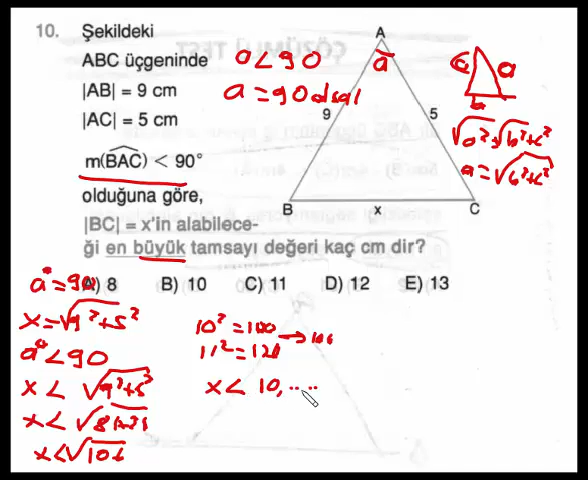 10. Şekildeki
ABC üçgeninde
|AB| = 9 cm
|AC| = 5 cm
m(BAC) < 90°
olduğuna göre,
|BC| = x'in alabilece-
ği en büyük tamsayı değeri kaç cm dir?
A) 8 B) 10 C) 11 D) 12 E) 13
A
9
5
B
x
C
a < 90
a = 90 olsa
a
a
b
√a² = √b²+c²
a = √b²+c²
a° = 90
x = √9²+5²
a° < 90
x < √9²+5²
x < √81+25
x < √106
10² = 100
→ 106
11² = 121
x < 10, .. ..
ÇÖZÜMLÜ TEST